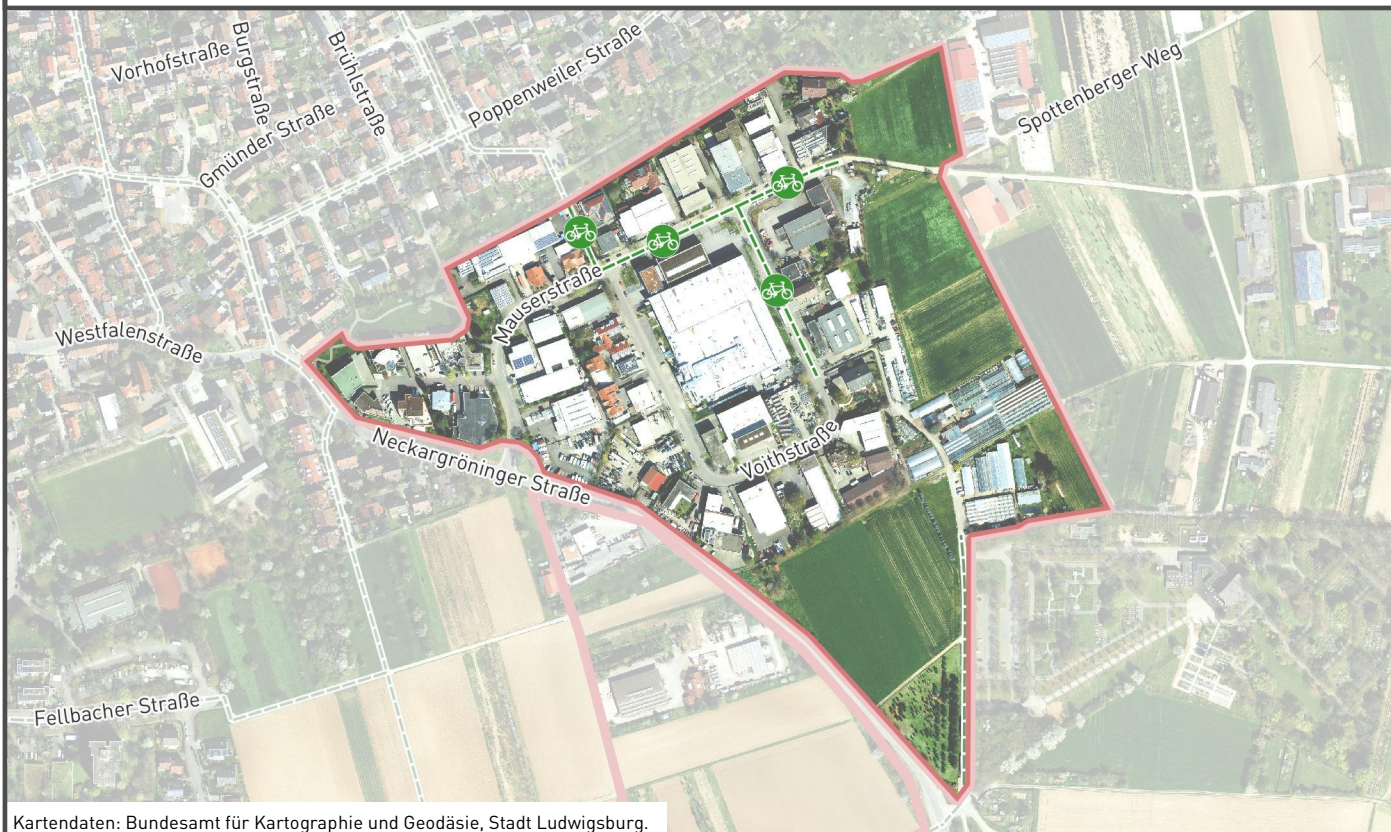 Vorhofstraße
Burgstraße
Brühlstraße
Gmünder Straße
Poppenweiler Straße
Spottenberger Weg
Westfalenstraße
Mauserstraße
Neckargröninger Straße
Voithstraße
Fellbacher Straße
Kartendaten: Bundesamt für Kartographie und Geodäsie, Stadt Ludwigsburg.